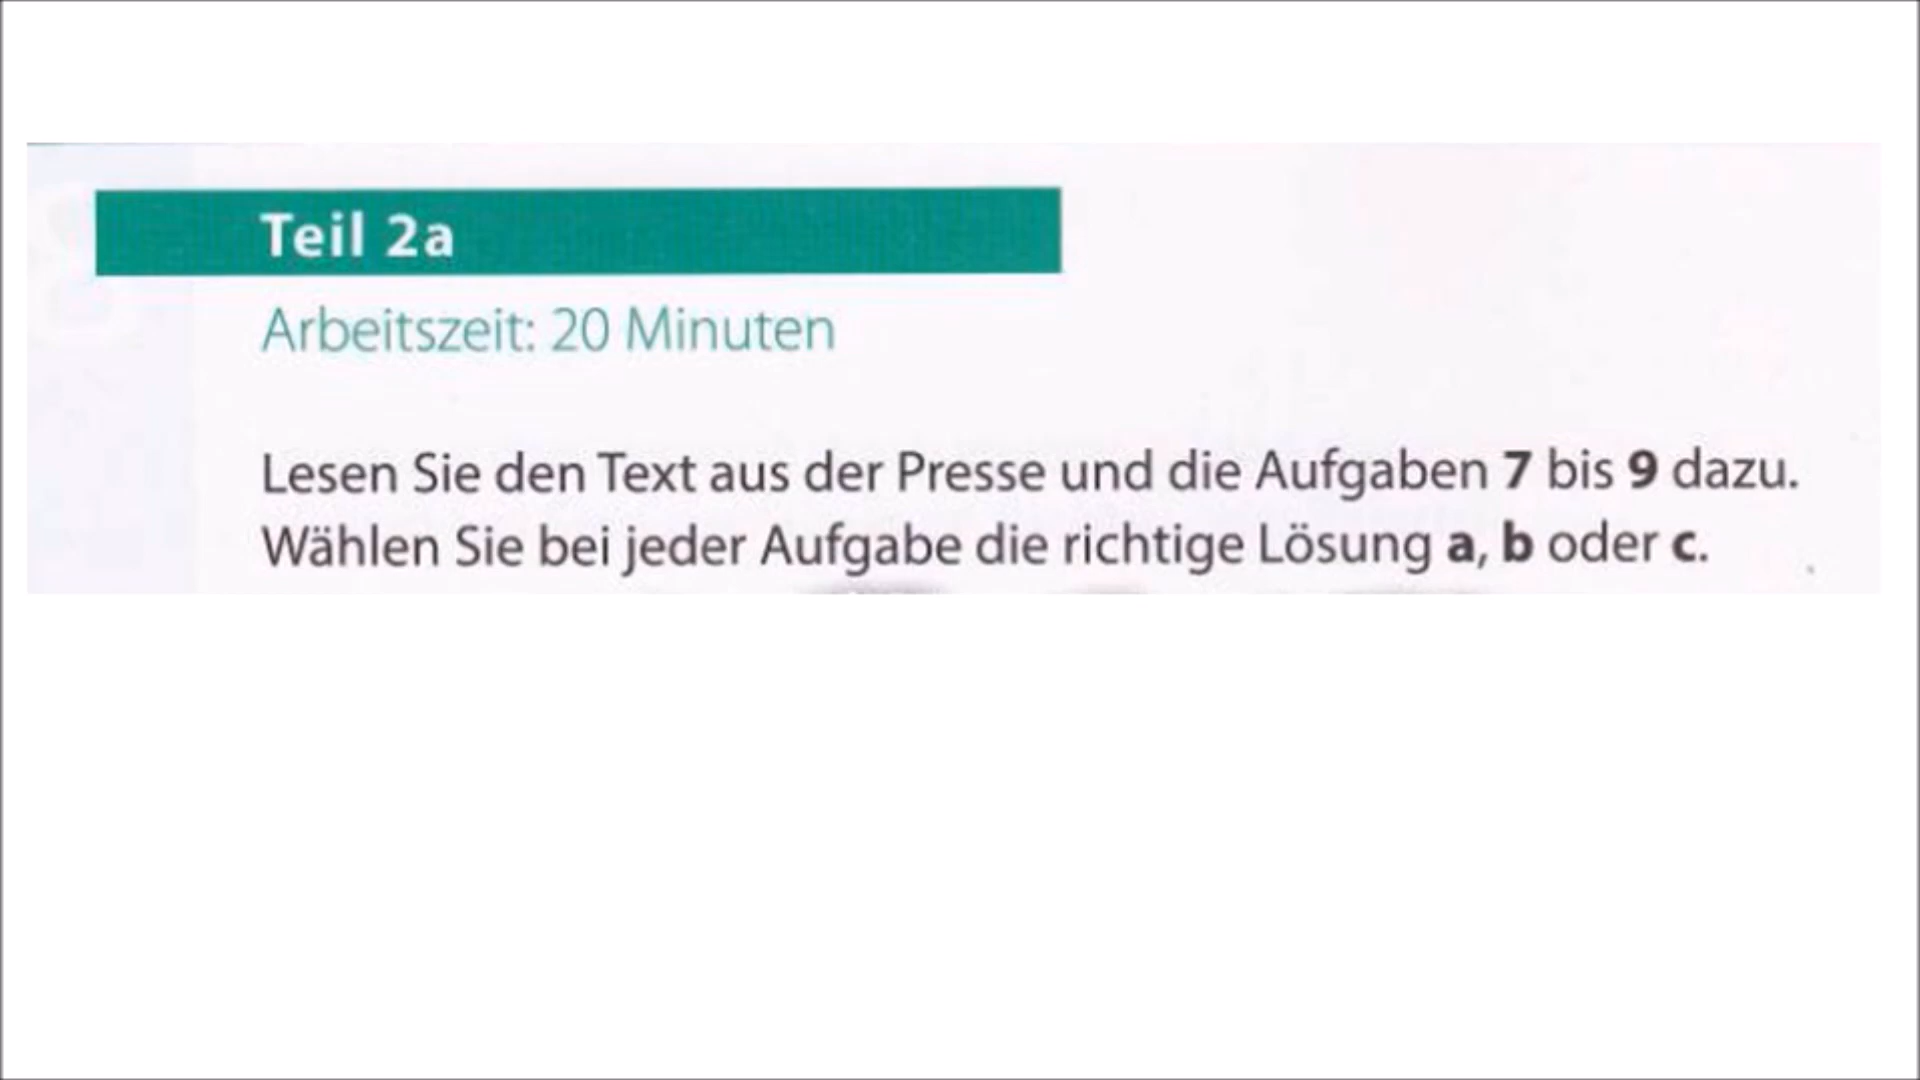 Teil 2a
Arbeitszeit: 20 Minuten
Lesen Sie den Text aus der Presse und die Aufgaben 7 bis 9 dazu.
Wählen Sie bei jeder Aufgabe die richtige Lösung a, b oder c.